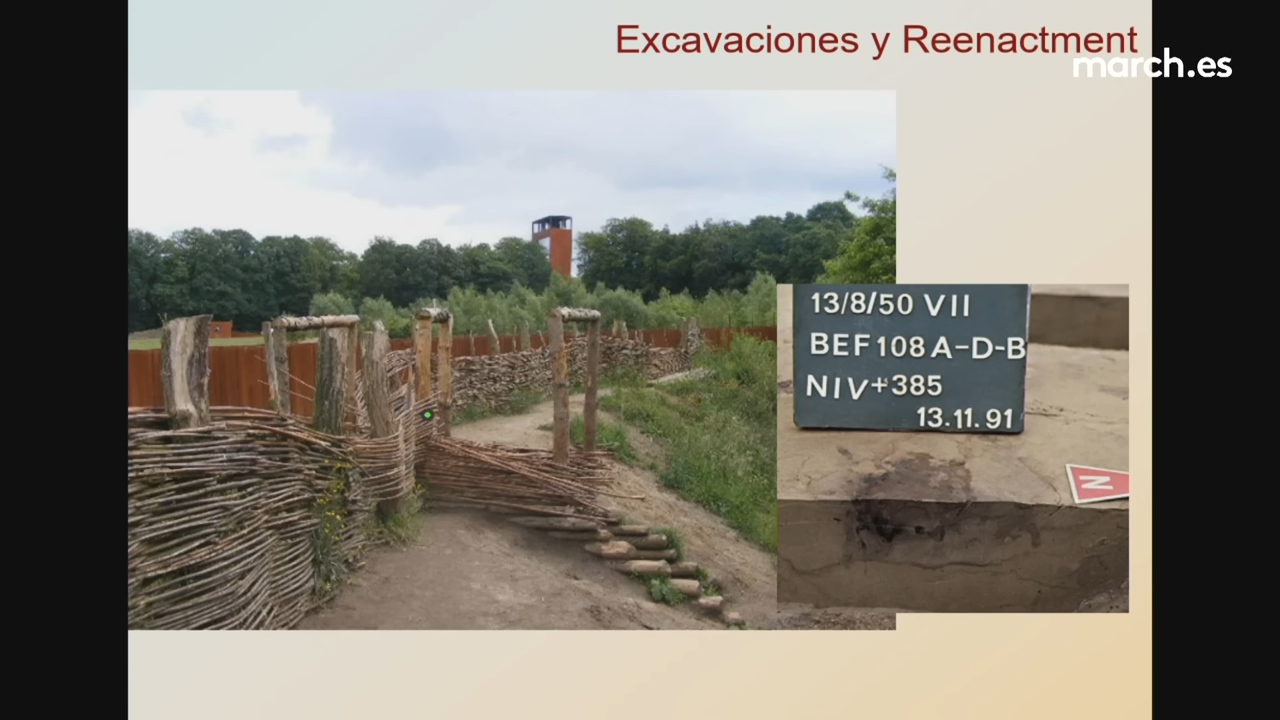 Excavaciones y Reenactment
march.es
13/8/50 VII
BEF 108 A-D-B
NIV+385
13.11.91
N